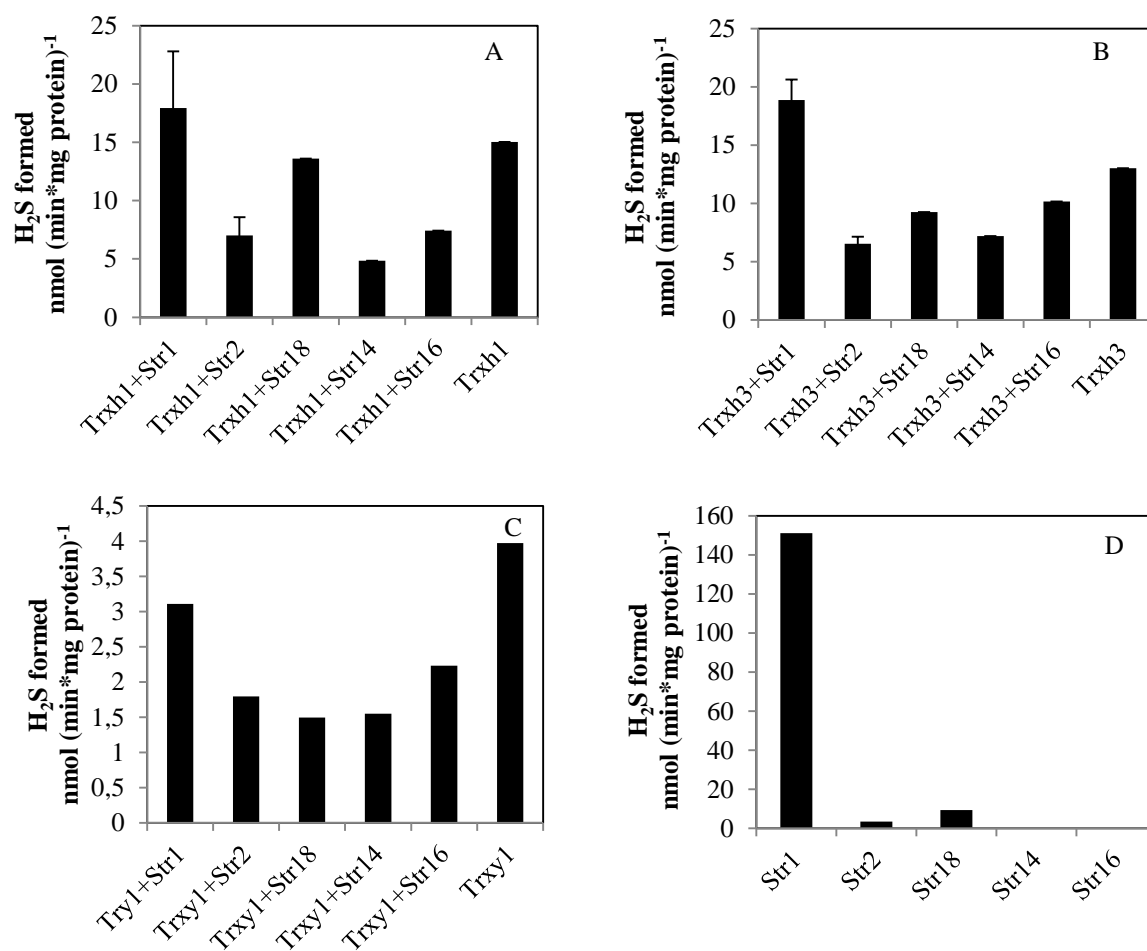 A
H₂S formed
nmol (min*mg protein)⁻¹
25
20
15
10
5
0
Trxh1+Str1
Trxh1+Str2
Trxh1+Str18
Trxh1+Str14
Trxh1+Str16
Trxh1
B
H₂S formed
nmol (min*mg protein)⁻¹
25
20
15
10
5
0
Trxh3+Str1
Trxh3+Str2
Trxh3+Str18
Trxh3+Str14
Trxh3+Str16
Trxh3
C
H₂S formed
nmol (min*mg protein)⁻¹
4,5
4
3,5
3
2,5
2
1,5
1
0,5
0
Try1+Str1
Trxy1+Str2
Trxy1+Str18
Trxy1+Str14
Trxy1+Str16
Trxy1
D
H₂S formed
nmol (min*mg protein)⁻¹
160
140
120
100
80
60
40
20
0
Str1
Str2
Str18
Str14
Str16